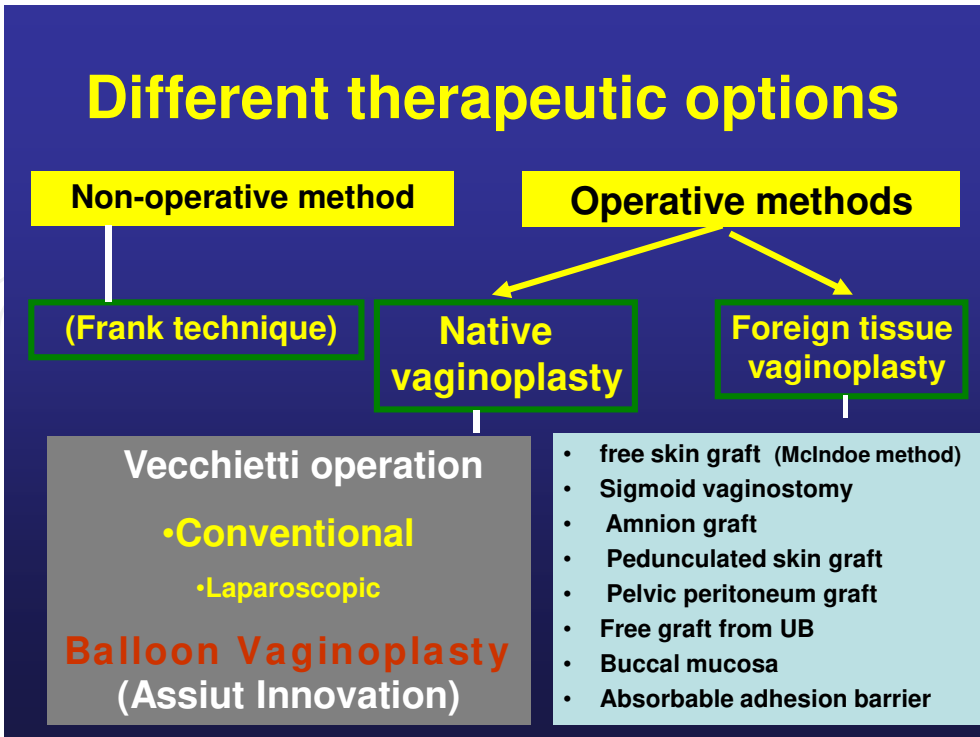 Different therapeutic options
Non-operative method
Operative methods
(Frank technique)
Native
vaginoplasty
Foreign tissue
vaginoplasty
Vecchietti operation
•Conventional
•Laparoscopic
Balloon Vaginoplasty
(Assiut Innovation)
• free skin graft (McIndoe method)
• Sigmoid vaginostomy
• Amnion graft
• Pedunculated skin graft
• Pelvic peritoneum graft
• Free graft from UB
• Buccal mucosa
• Absorbable adhesion barrier